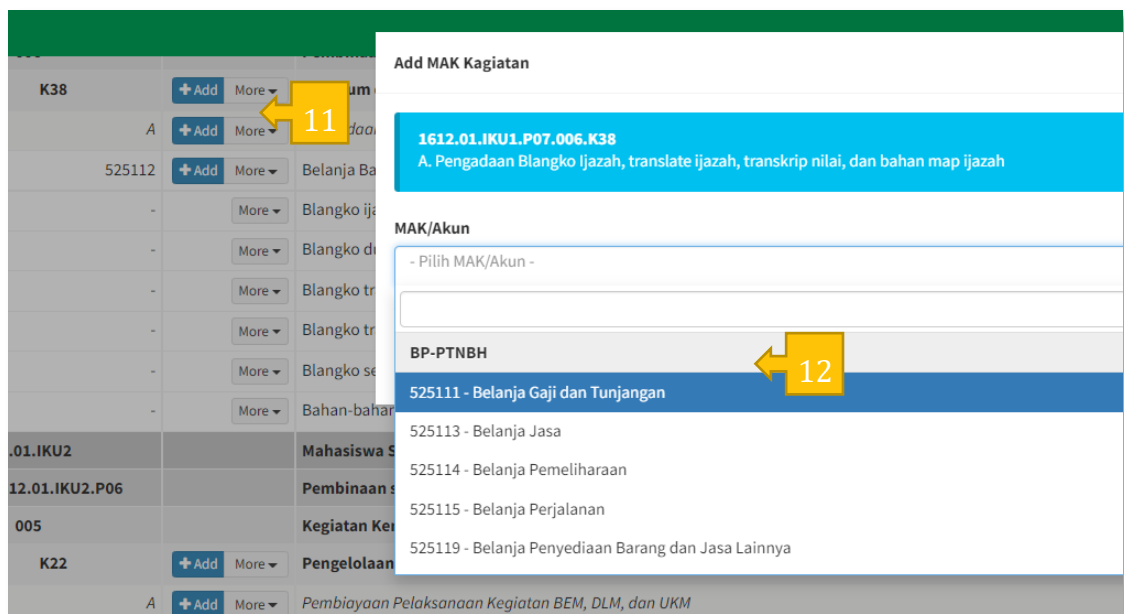 Add MAK Kagiatan
K38 Add More
11
A Add More
1612.01.IKU1.P07.006.K38
A. Pengadaan Blangko Ijazah, translate ijazah, transkrip nilai, dan bahan map ijazah
525112 Add More Belanja Ba
- More Blangko ija
MAK/Akun
- More Blangko du
- Pilih MAK/Akun -
- More Blangko tr
- More Blangko tr
BP-PTNBH
12
- More Blangko se
525111 - Belanja Gaji dan Tunjangan
- More Bahan-bahan
525113 - Belanja Jasa
.01.IKU2 Mahasiswa S
525114 - Belanja Pemeliharaan
12.01.IKU2.P06 Pembinaan s
525115 - Belanja Perjalanan
005 Kegiatan Ker
525119 - Belanja Penyediaan Barang dan Jasa Lainnya
K22 Add More Pengelolaan
A Add More Pembiayaan Pelaksanaan Kegiatan BEM, DLM, dan UKM